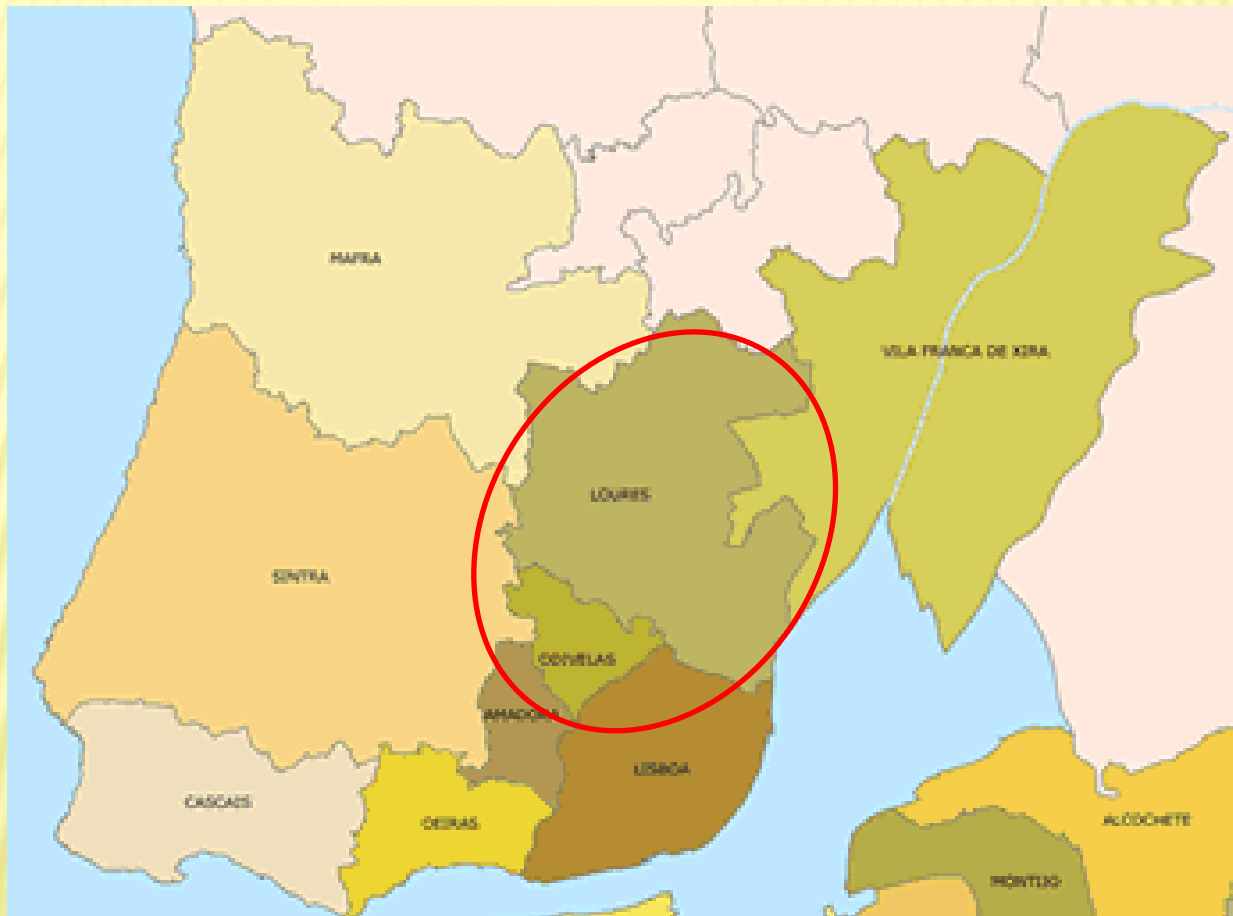 MAFRA
VILA FRANCA DE XIRA
LOURES
SINTRA
ODIVELAS
AMADORA
LISBOA
CASCAIS
OEIRAS
ALCOCHETE
MONTIJO